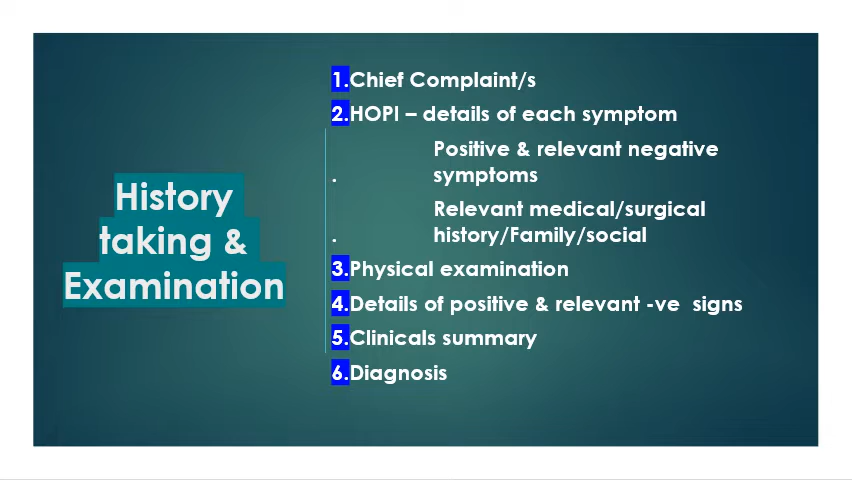 History
taking &
Examination
1.Chief Complaint/s
2.HOPI – details of each symptom
. Positive & relevant negative
symptoms
. Relevant medical/surgical
history/Family/social
3.Physical examination
4.Details of positive & relevant -ve signs
5.Clinicals summary
6.Diagnosis